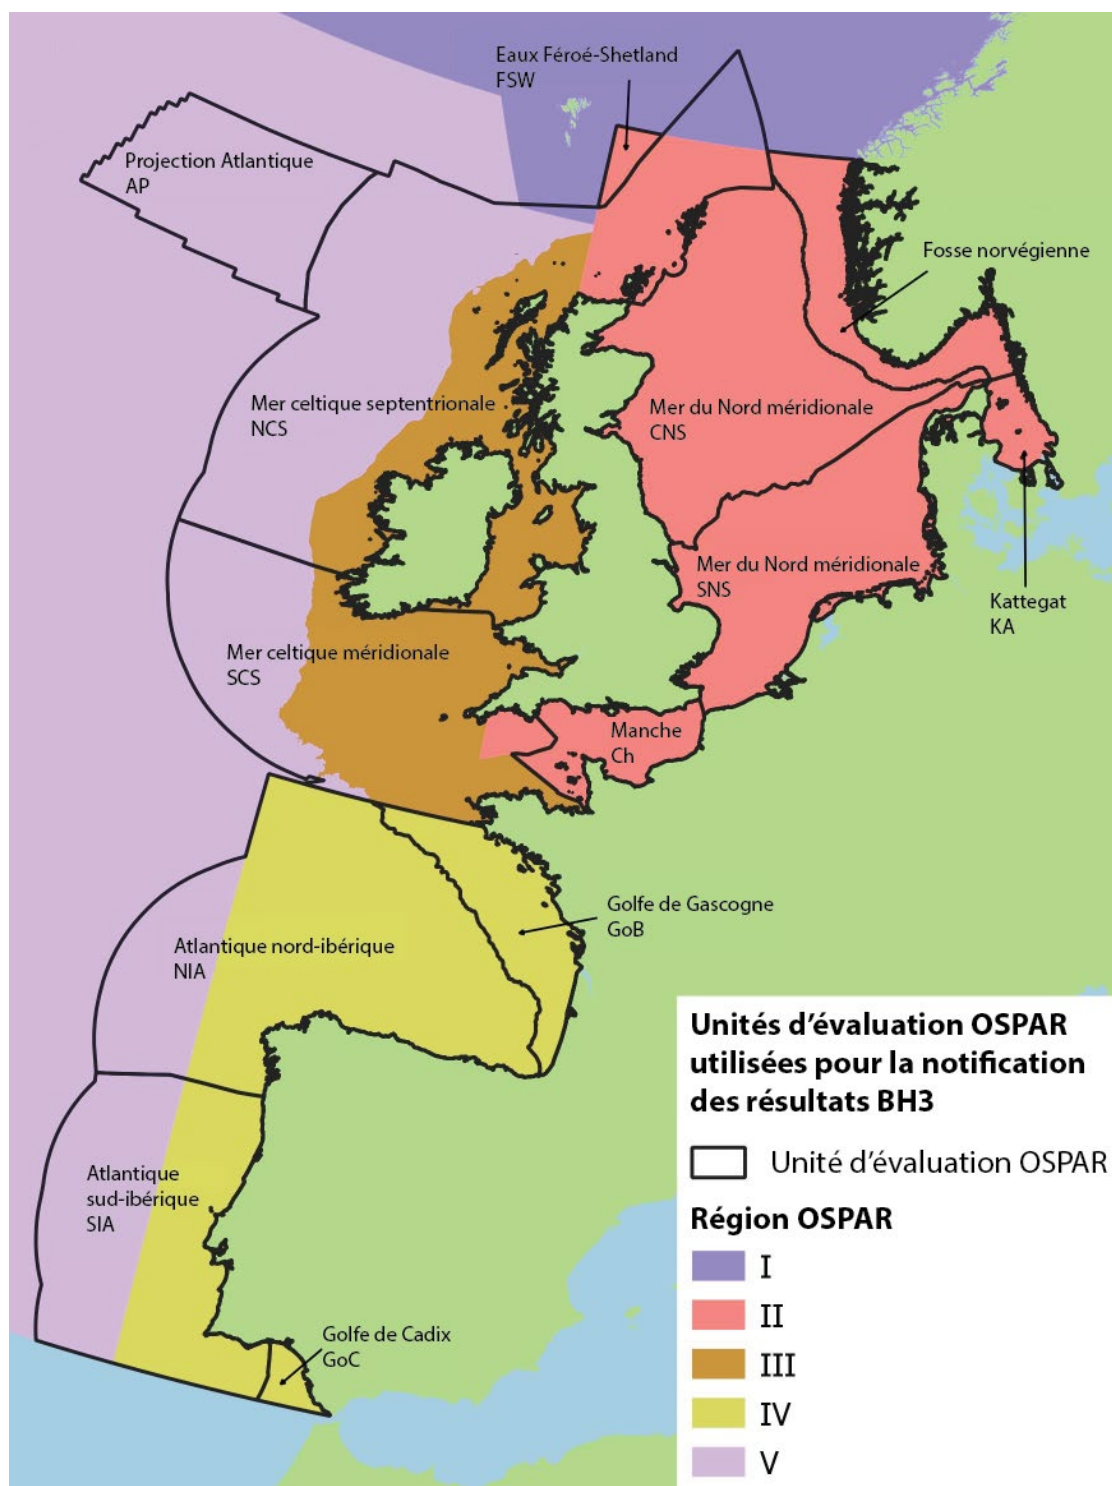 Eaux Féroé-Shetland
FSW
Projection Atlantique
AP
Fosse norvégienne
Mer celtique septentrionale
NCS
Mer du Nord méridionale
CNS
Mer du Nord méridionale
SNS
Kattegat
KA
Mer celtique méridionale
SCS
Manche
Ch
Golfe de Gascogne
GoB
Atlantique nord-ibérique
NIA
Atlantique
sud-ibérique
SIA
Golfe de Cadix
GoC
Unités d’évaluation OSPAR
utilisées pour la notification
des résultats BH3
Unité d’évaluation OSPAR
Région OSPAR
I
II
III
IV
V